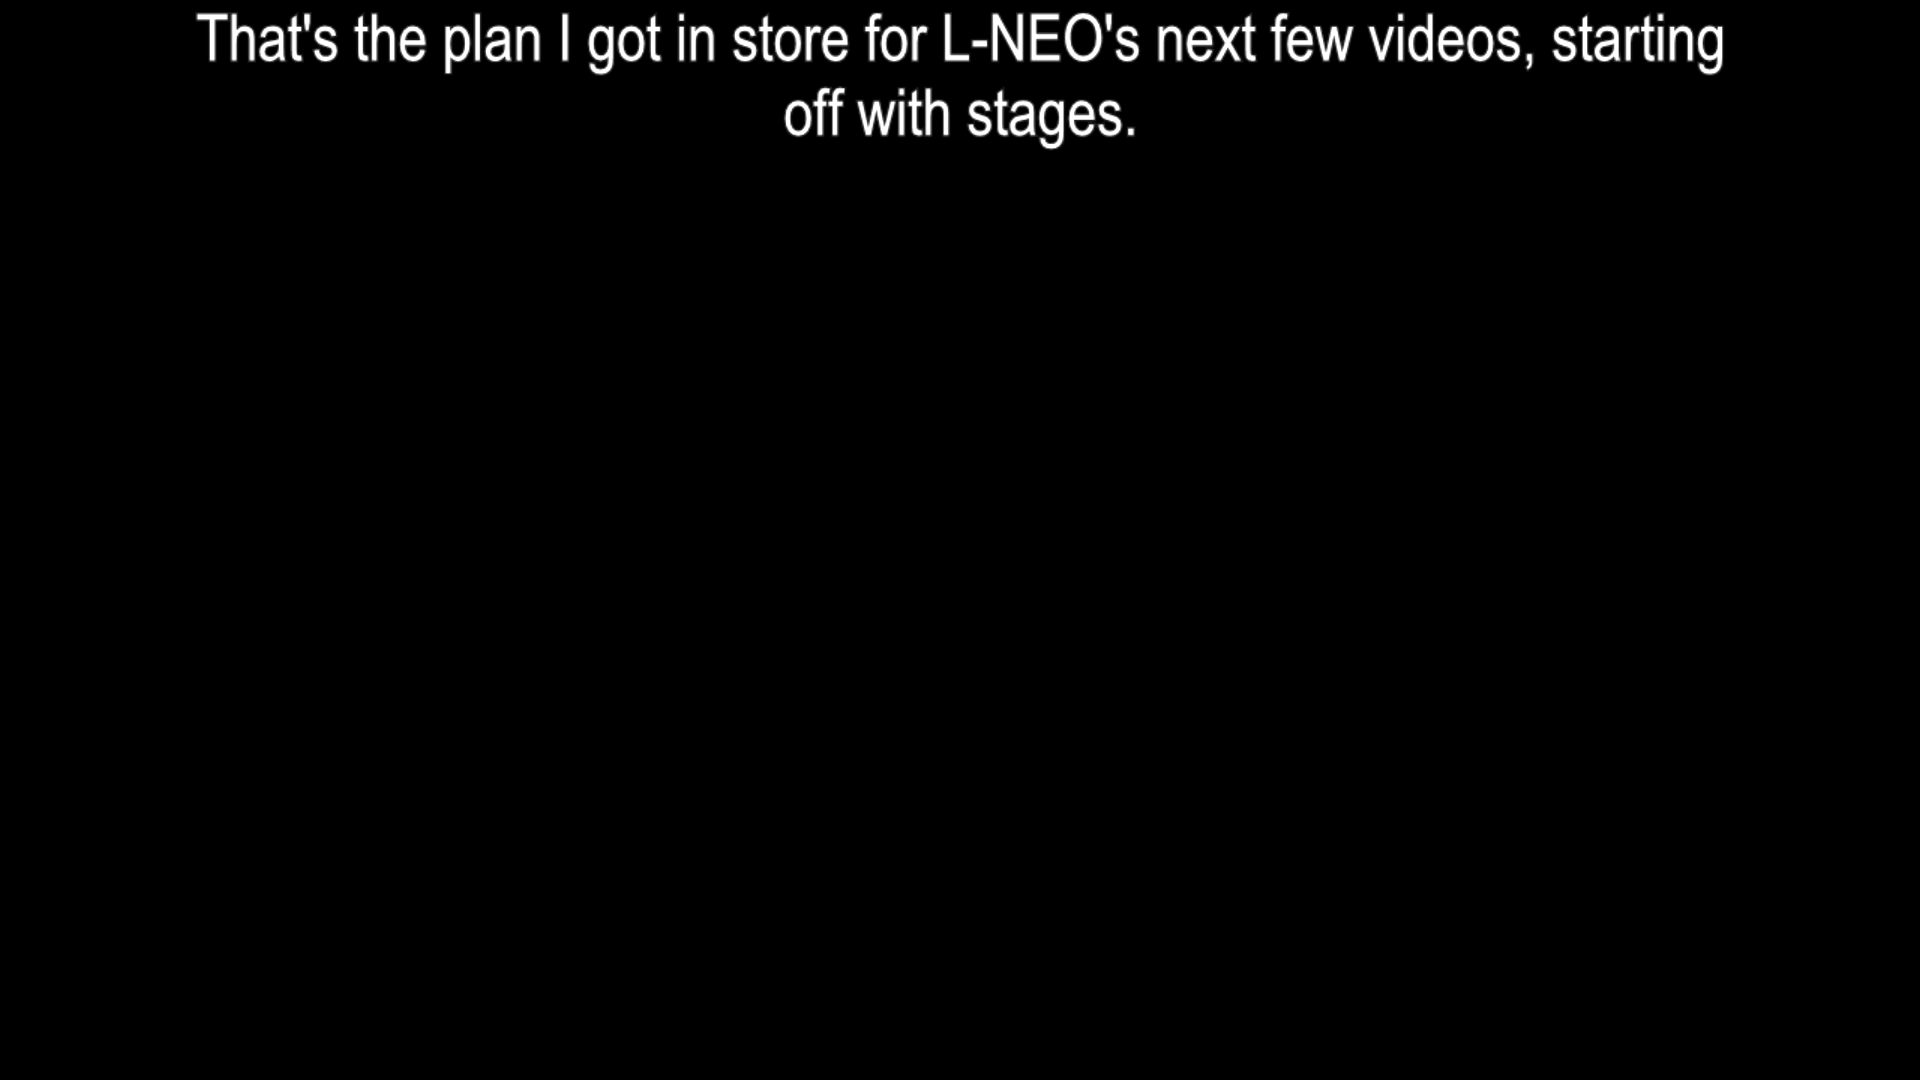 That's the plan I got in store for L-NEO's next few videos, starting
off with stages.